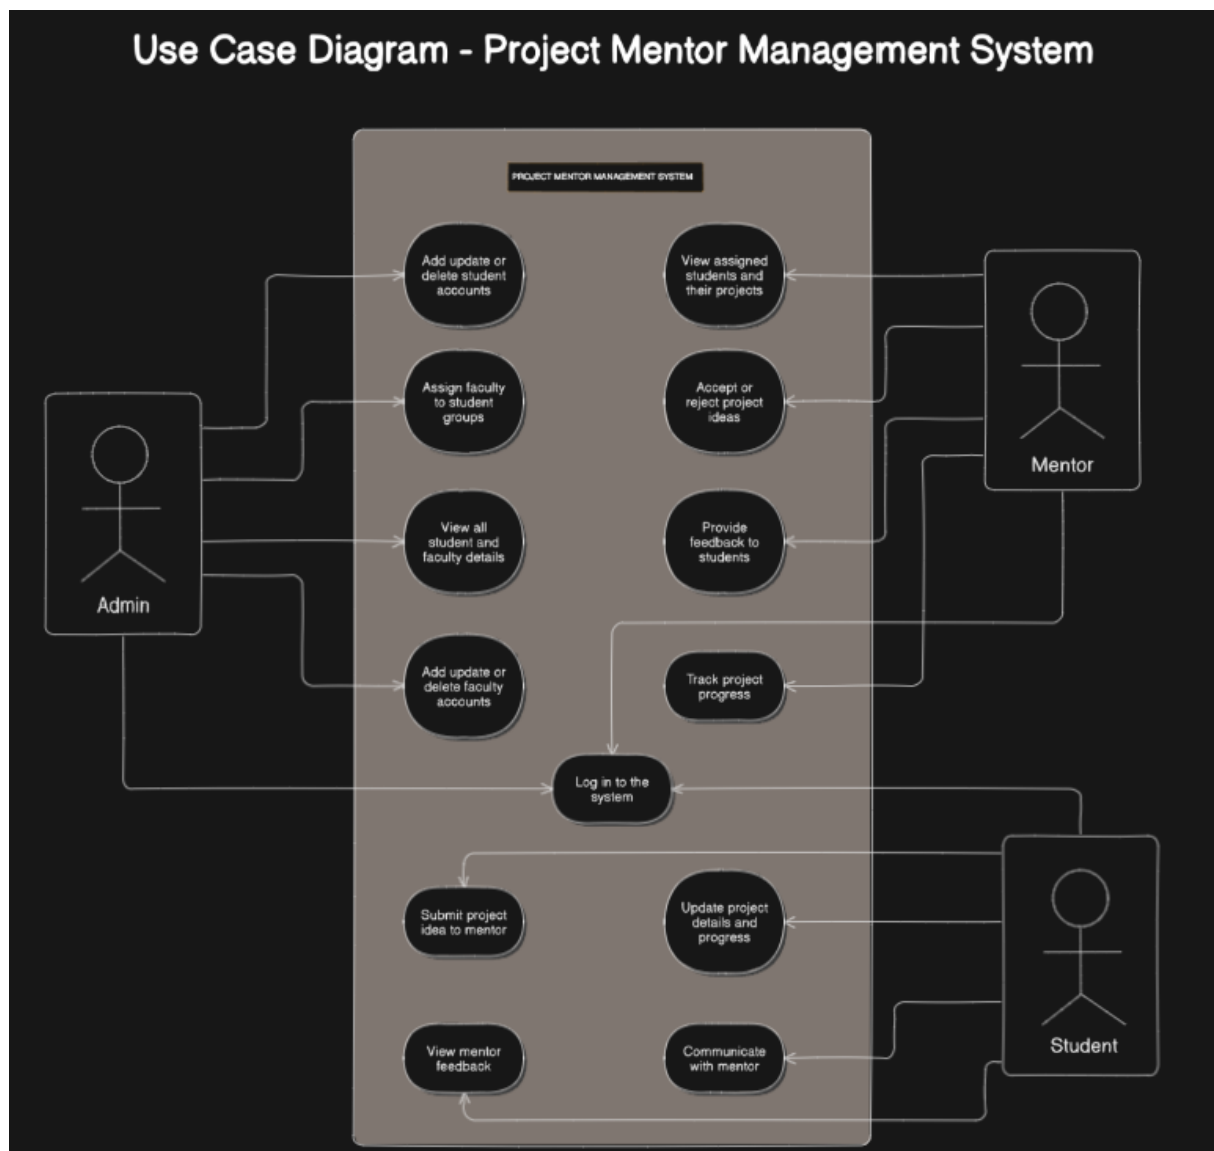 Use Case Diagram - Project Mentor Management System
PROJECT MENTOR MANAGEMENT SYSTEM
Add update or
delete student
accounts
View assigned
students and
their projects
Assign faculty
to student
groups
Accept or
reject project
ideas
Mentor
View all
student and
faculty details
Provide
feedback to
students
Admin
Add update or
delete faculty
accounts
Track project
progress
Log in to the
system
Submit project
idea to mentor
Update project
details and
progress
Student
View mentor
feedback
Communicate
with mentor